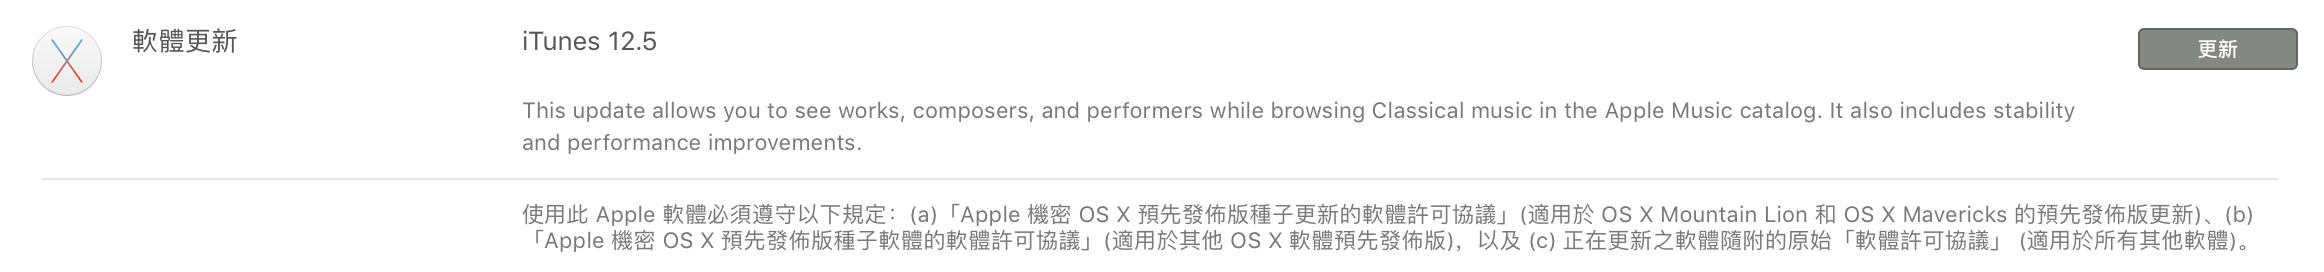 軟體更新
iTunes 12.5
更新
This update allows you to see works, composers, and performers while browsing Classical music in the Apple Music catalog. It also includes stability
and performance improvements.
使用此 Apple 軟體必須遵守以下規定：(a)「Apple 機密 OS X 預先發佈版種子更新的軟體許可協議」(適用於 OS X Mountain Lion 和 OS X Mavericks 的預先發佈版更新)、(b)
「Apple 機密 OS X 預先發佈版種子軟體的軟體許可協議」(適用於其他 OS X 軟體預先發佈版)，以及 (c) 正在更新之軟體隨附的原始「軟體許可協議」 (適用於所有其他軟體)。